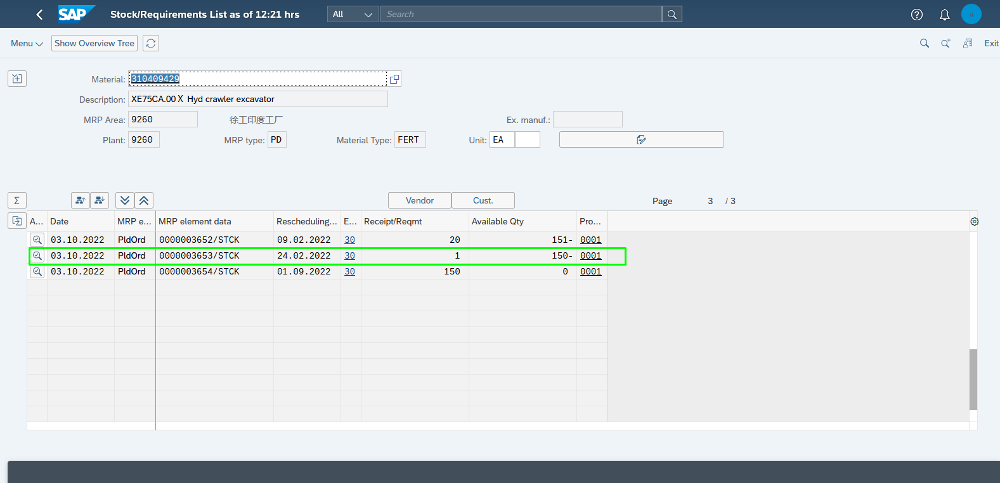 SAP Stock/Requirements List as of 12:21 hrs All Search a
Menu Show Overview Tree Exit
Material: 310409429
Description: XE75CA.00Ⅹ Hyd crawler excavator
MRP Area: 9260 徐工印度工厂 Ex. manuf.:
Plant: 9260 MRP type: PD Material Type: FERT Unit: EA
Σ Vendor Cust. Page 3 / 3
A... Date MRP e... MRP element data Rescheduling... E... Receipt/Reqmt Available Qty Pro...
03.10.2022 PldOrd 0000003652/STCK 09.02.2022 30 20 151- 0001
03.10.2022 PldOrd 0000003653/STCK 24.02.2022 30 1 150- 0001
03.10.2022 PldOrd 0000003654/STCK 01.09.2022 30 150 0 0001